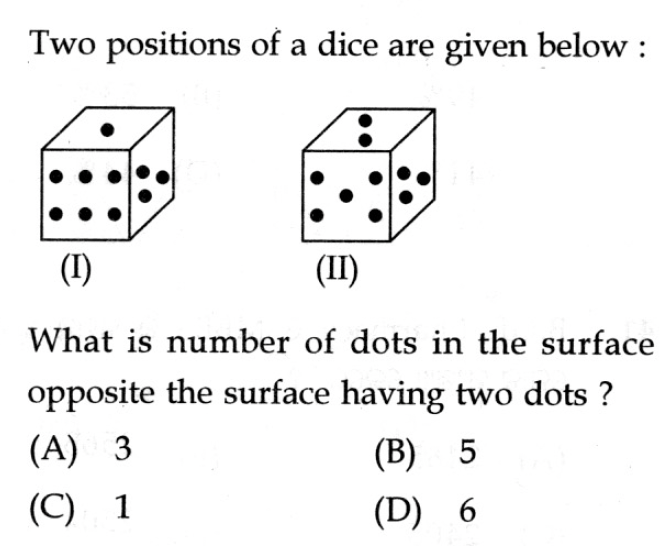 Two positions of a dice are given below :
(I) (II)
What is number of dots in the surface
opposite the surface having two dots ?
(A) 3 (B) 5
(C) 1 (D) 6